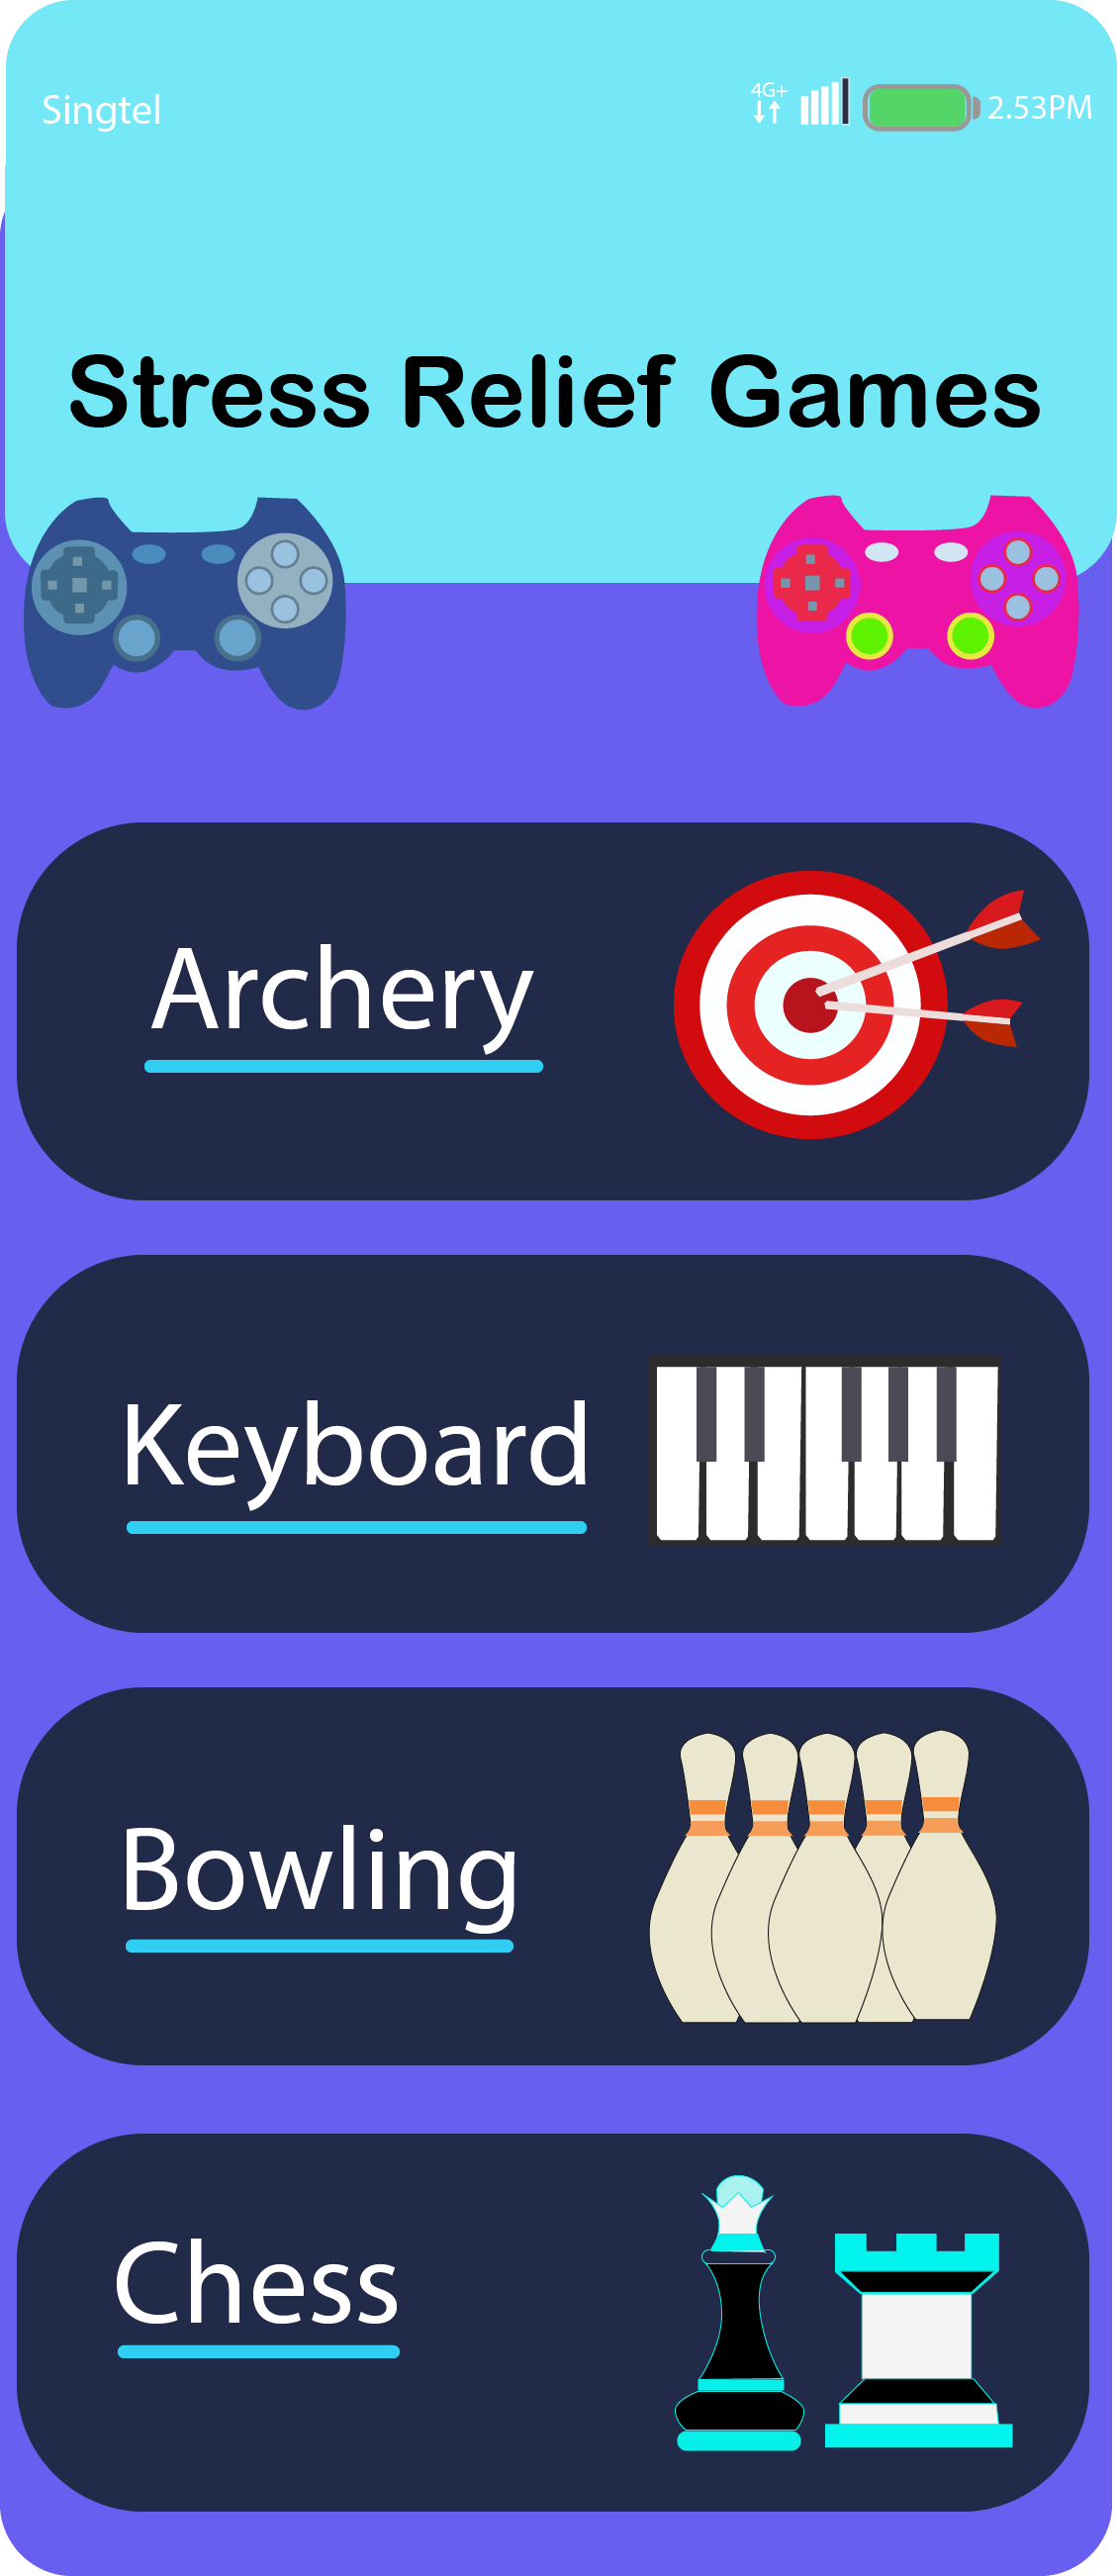 Singtel
4G+
2.53PM
Stress Relief Games
Archery
Keyboard
Bowling
Chess